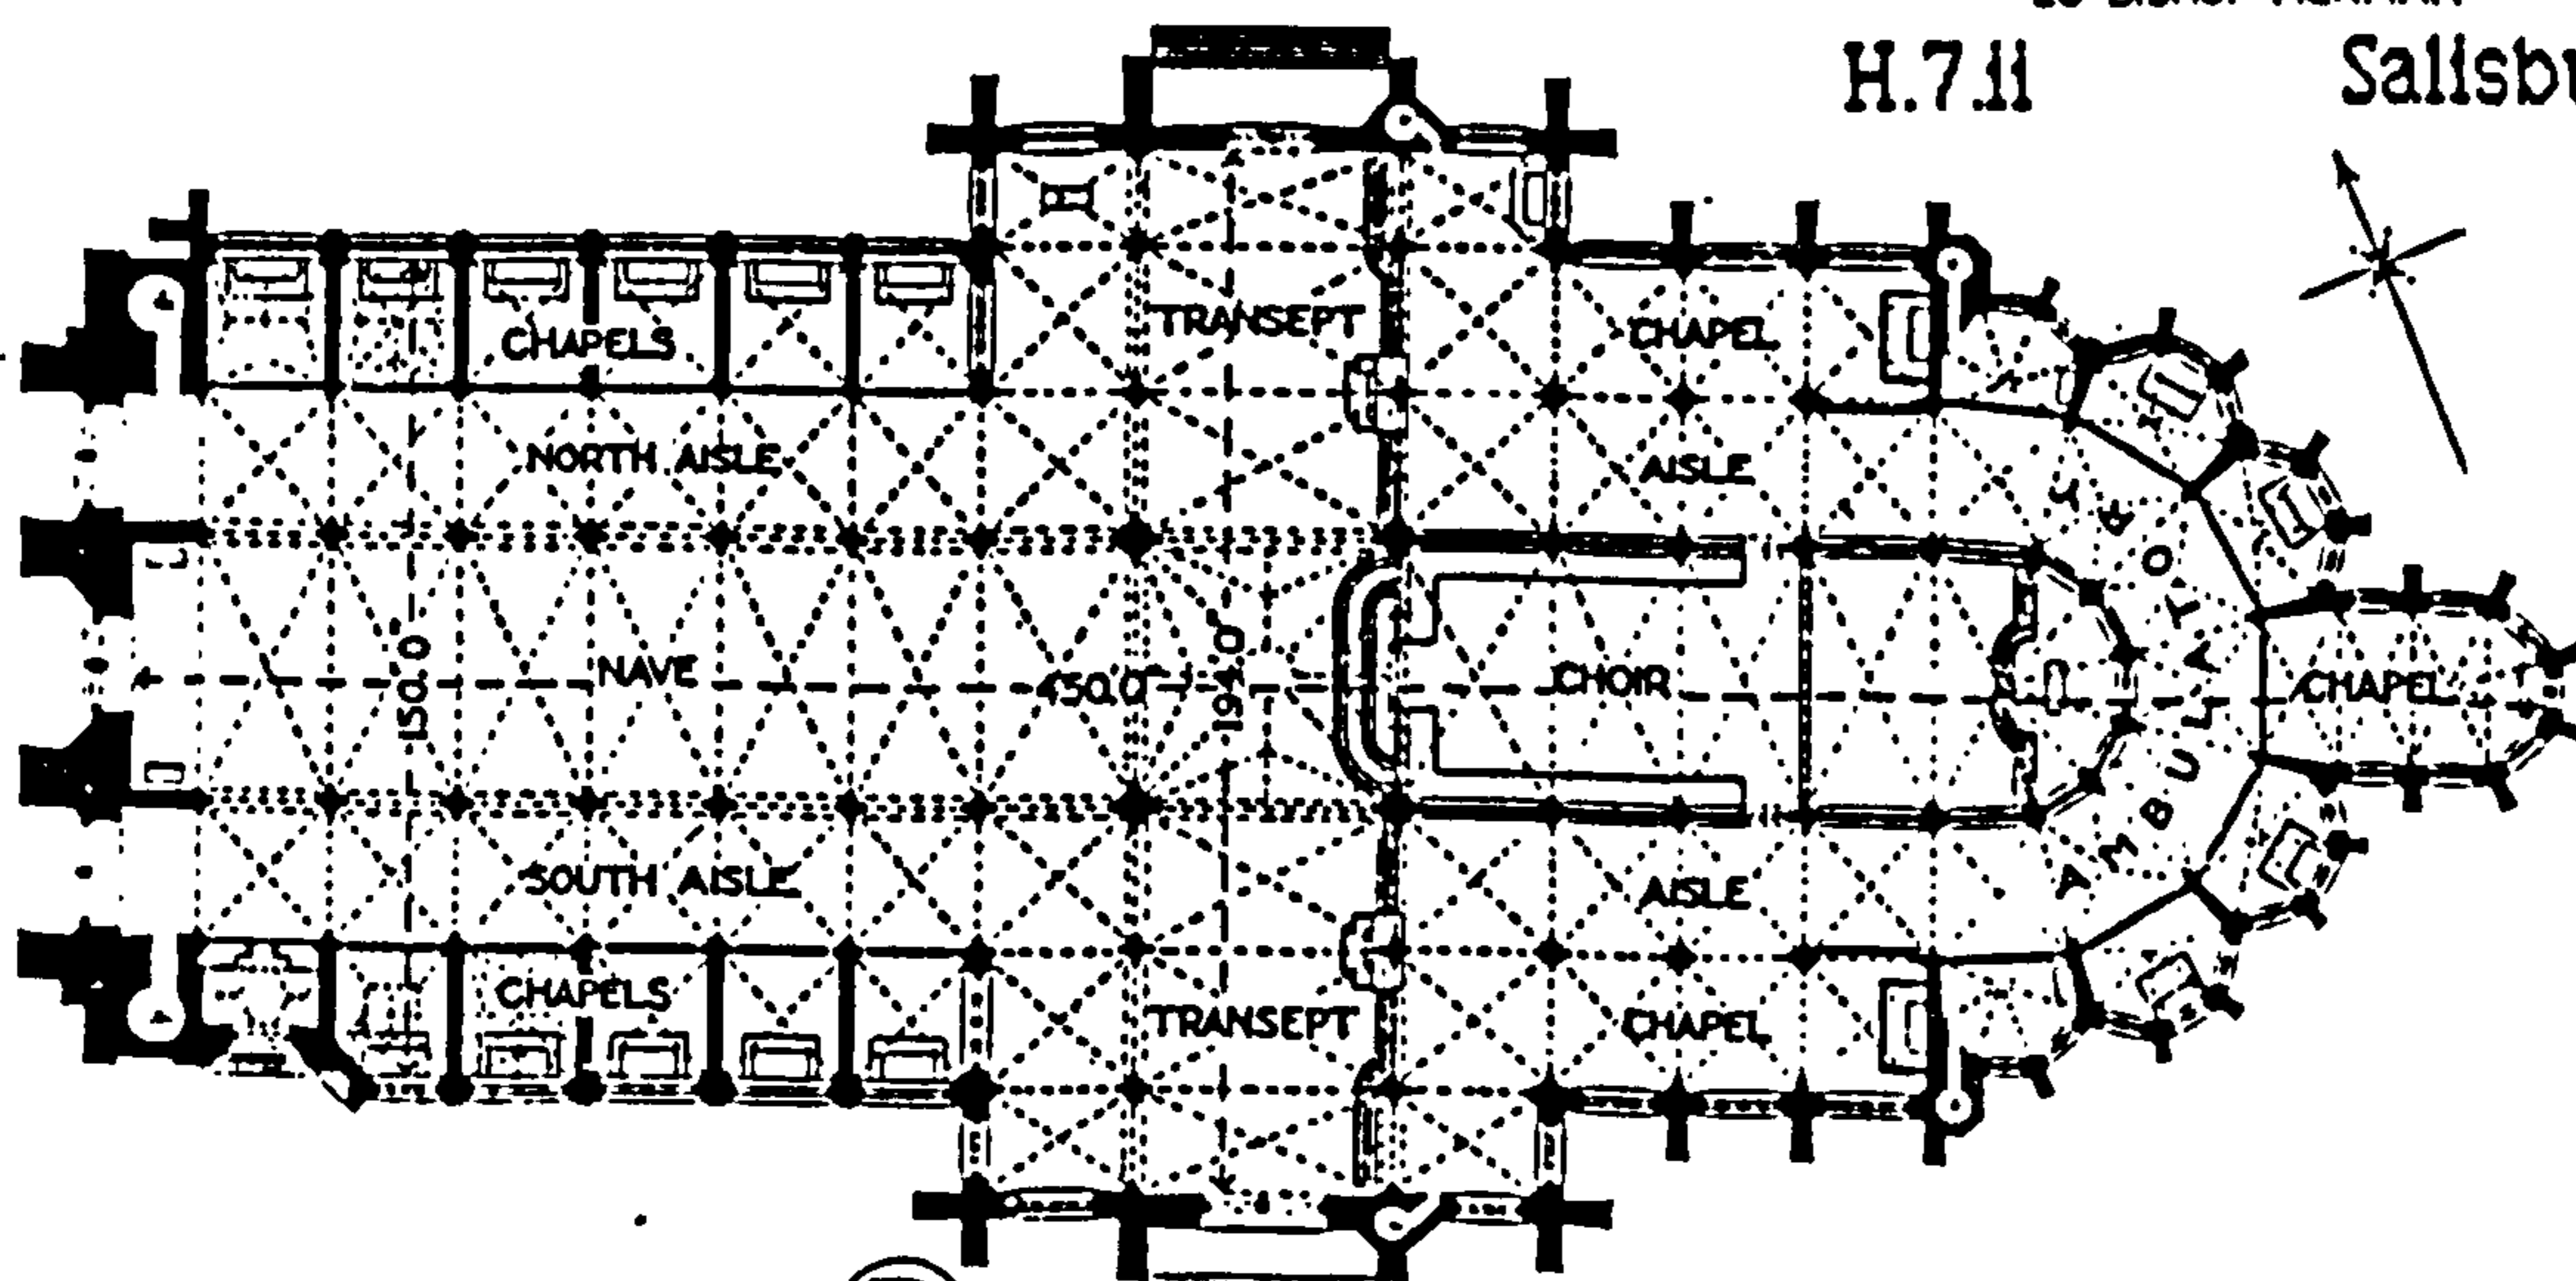 H.7.11
Salisbu
TRANSEPT
CHAPELS
CHAPEL
NORTH AISLE
AISLE
NAVE
150.0
450.0
194.0
CHOIR
CHAPEL
AMBULATORY
SOUTH AISLE
AISLE
CHAPELS
TRANSEPT
CHAPEL